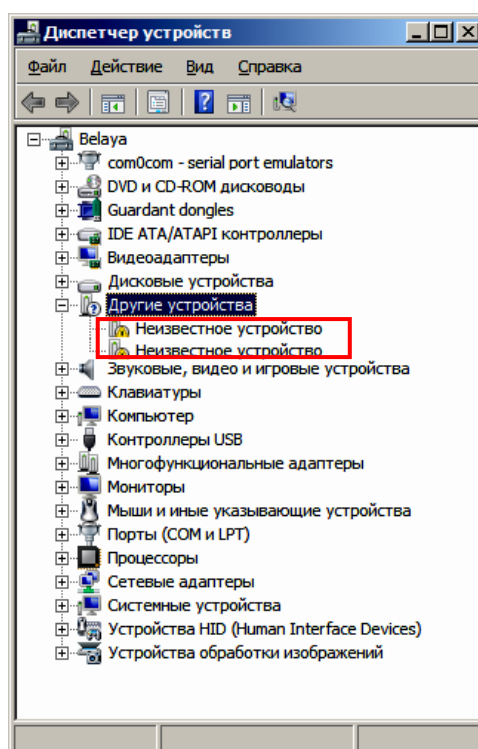 Диспетчер устройств
Файл Действие Вид Справка
Belaya
com0com - serial port emulators
DVD и CD-ROM дисководы
Guardant dongles
IDE ATA/ATAPI контроллеры
Видеоадаптеры
Дисковые устройства
Другие устройства
Неизвестное устройство
Неизвестное устройство
Звуковые, видео и игровые устройства
Клавиатуры
Компьютер
Контроллеры USB
Многофункциональные адаптеры
Мониторы
Мыши и иные указывающие устройства
Порты (COM и LPT)
Процессоры
Сетевые адаптеры
Системные устройства
Устройства HID (Human Interface Devices)
Устройства обработки изображений